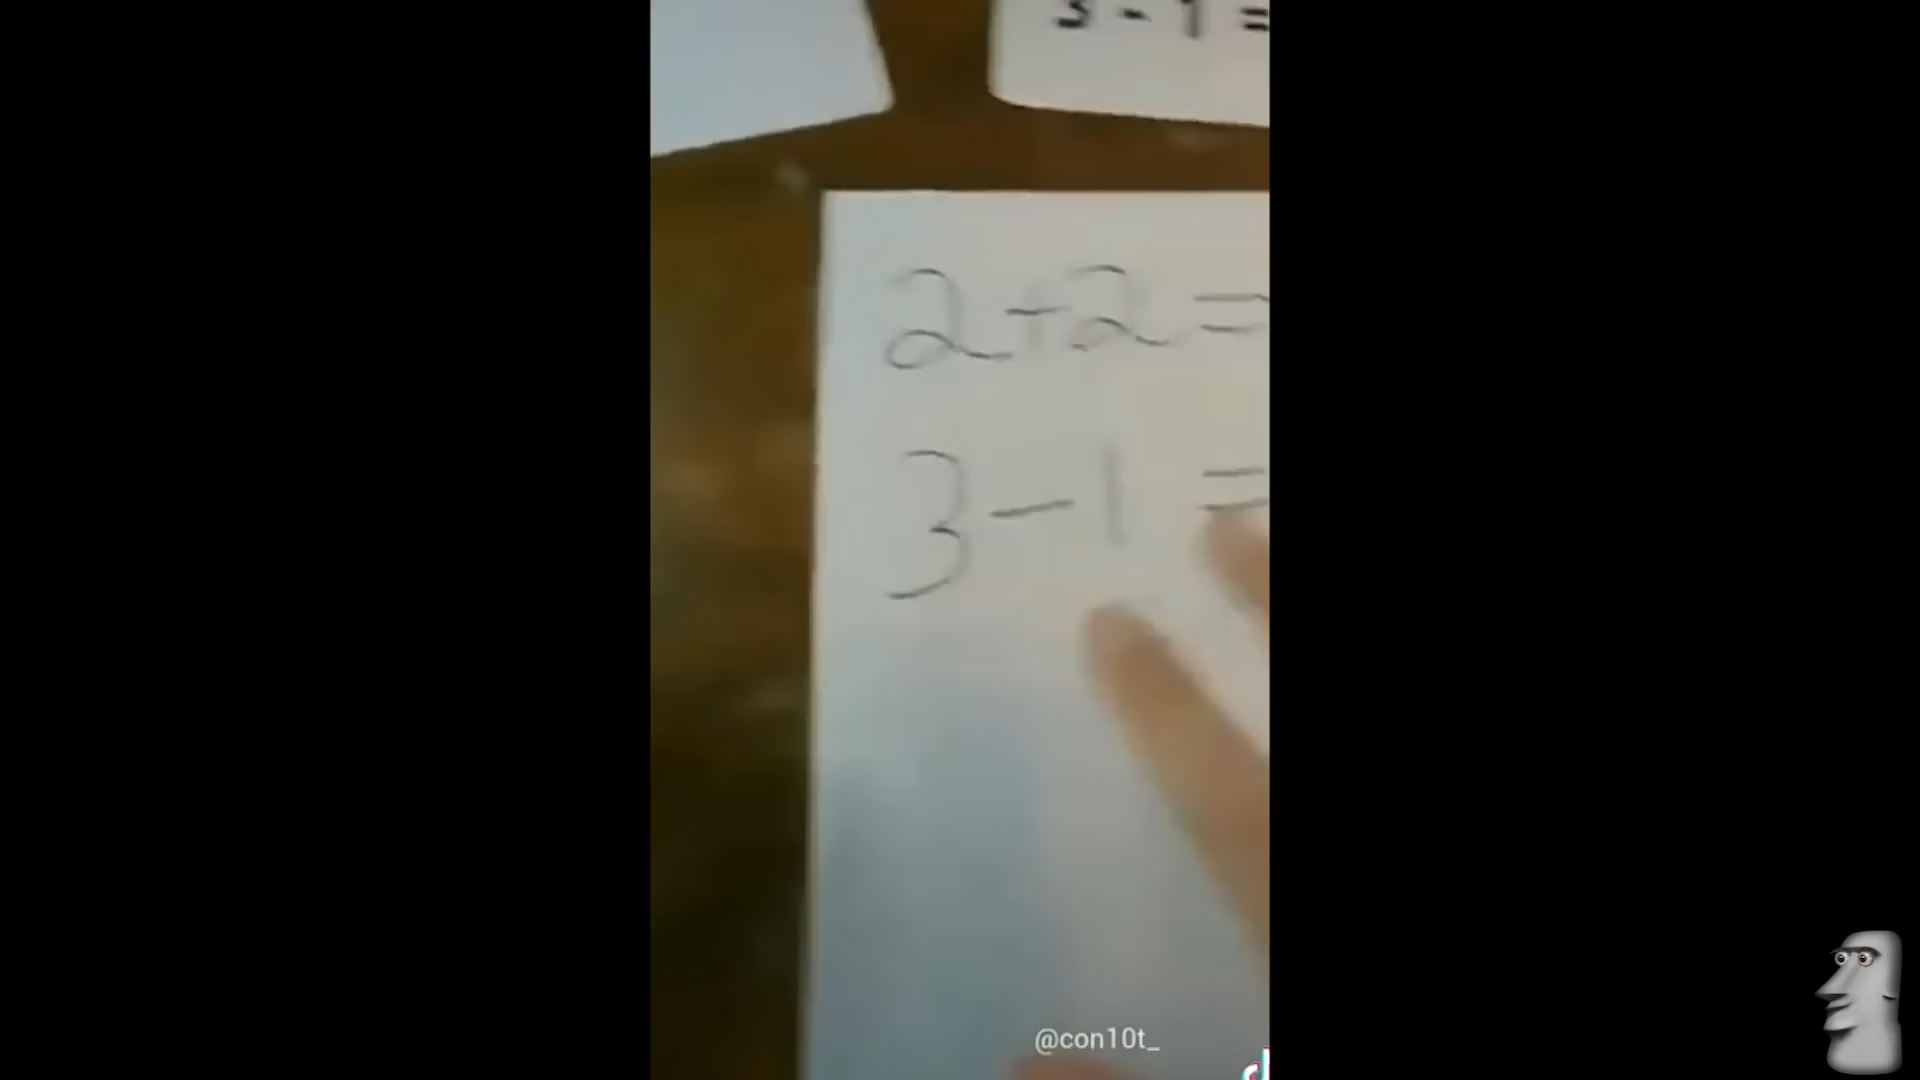 3 - 1 =
2+2=
3-1 =
@con10t_